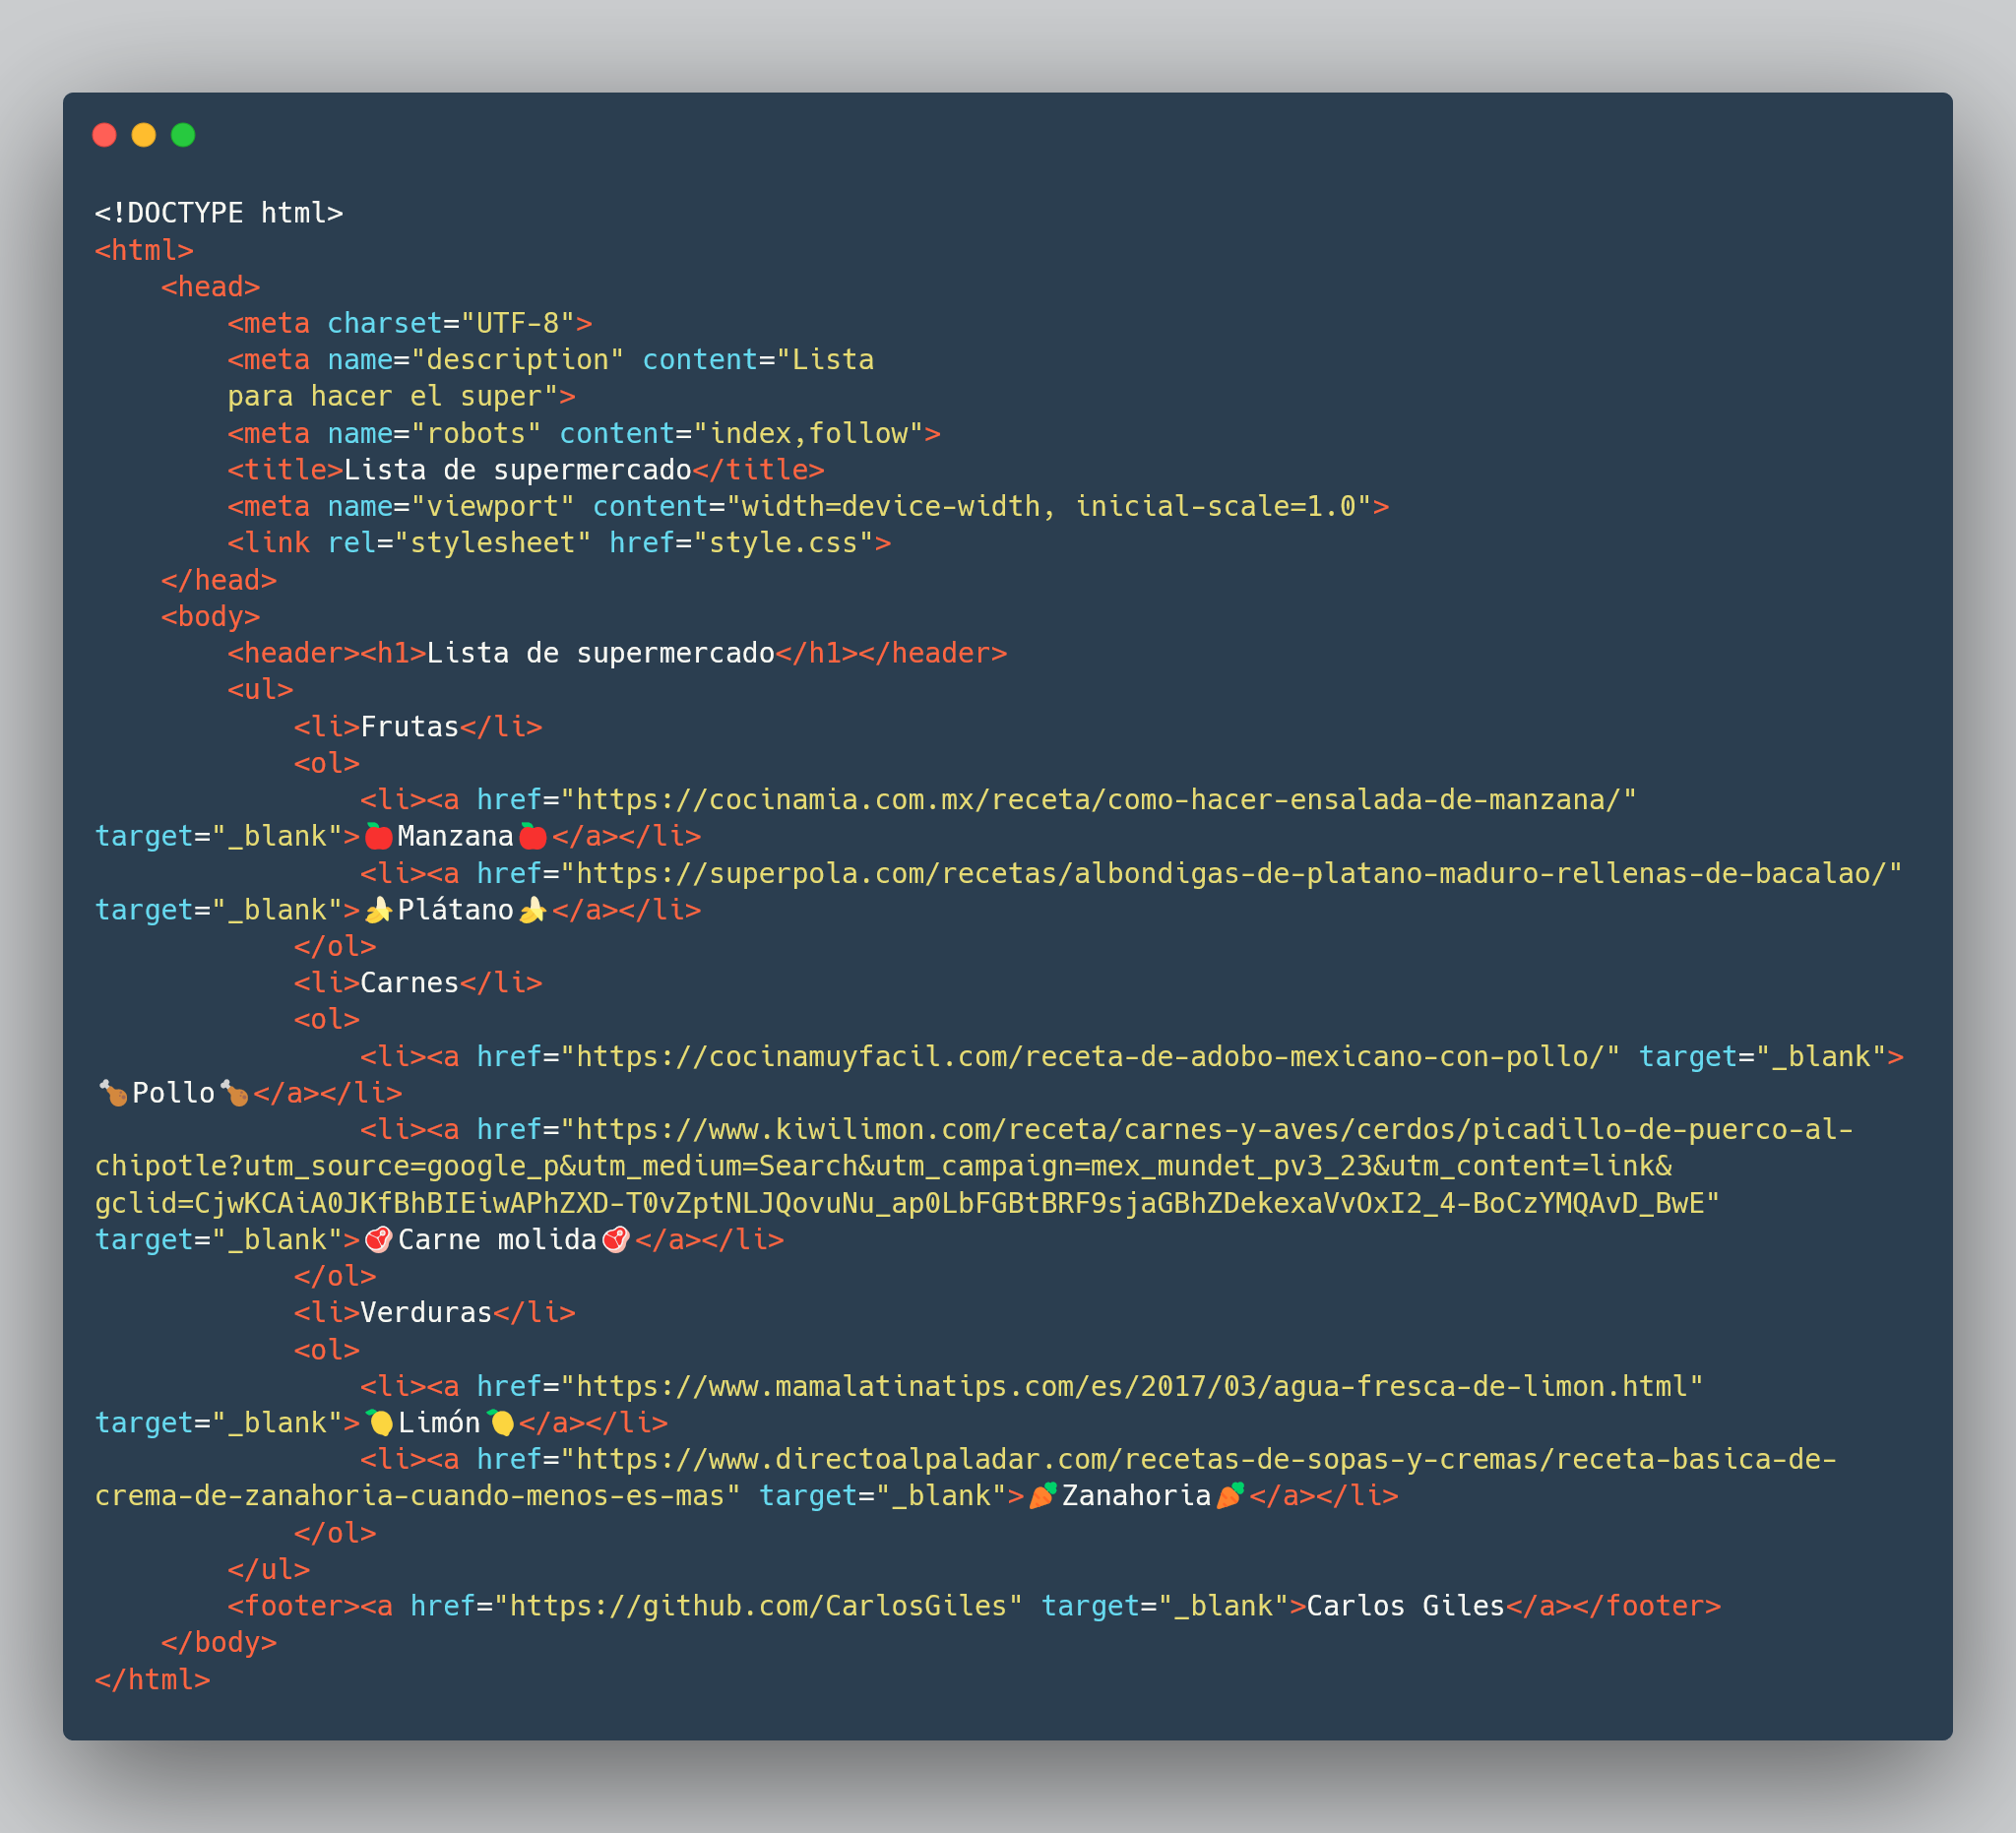 <!DOCTYPE html>
<html>
    <head>
        <meta charset="UTF-8">
        <meta name="description" content="Lista
        para hacer el super">
        <meta name="robots" content="index,follow">
        <title>Lista de supermercado</title>
        <meta name="viewport" content="width=device-width, inicial-scale=1.0">
        <link rel="stylesheet" href="style.css">
    </head>
    <body>
        <header><h1>Lista de supermercado</h1></header>
        <ul>
            <li>Frutas</li>
            <ol>
                <li><a href="https://cocinamia.com.mx/receta/como-hacer-ensalada-de-manzana/"
target="_blank">🍎Manzana🍎</a></li>
                <li><a href="https://superpola.com/recetas/albondigas-de-platano-maduro-rellenas-de-bacalao/"
target="_blank">🍌Plátano🍌</a></li>
            </ol>
            <li>Carnes</li>
            <ol>
                <li><a href="https://cocinamuyfacil.com/receta-de-adobo-mexicano-con-pollo/" target="_blank">
🍗Pollo🍗</a></li>
                <li><a href="https://www.kiwilimon.com/receta/carnes-y-aves/cerdos/picadillo-de-puerco-al-
chipotle?utm_source=google_p&utm_medium=Search&utm_campaign=mex_mundet_pv3_23&utm_content=link&
gclid=CjwKCAiA0JKfBhBIEiwAPhZXD-T0vZptNLJQovuNu_ap0LbFGBtBRF9sjaGBhZDekexaVvOxI2_4-BoCzYMQAvD_BwE"
target="_blank">🥩Carne molida🥩</a></li>
            </ol>
            <li>Verduras</li>
            <ol>
                <li><a href="https://www.mamalatinatips.com/es/2017/03/agua-fresca-de-limon.html"
target="_blank">🍋Limón🍋</a></li>
                <li><a href="https://www.directoalpaladar.com/recetas-de-sopas-y-cremas/receta-basica-de-
crema-de-zanahoria-cuando-menos-es-mas" target="_blank">🥕Zanahoria🥕</a></li>
            </ol>
        </ul>
        <footer><a href="https://github.com/CarlosGiles" target="_blank">Carlos Giles</a></footer>
    </body>
</html>